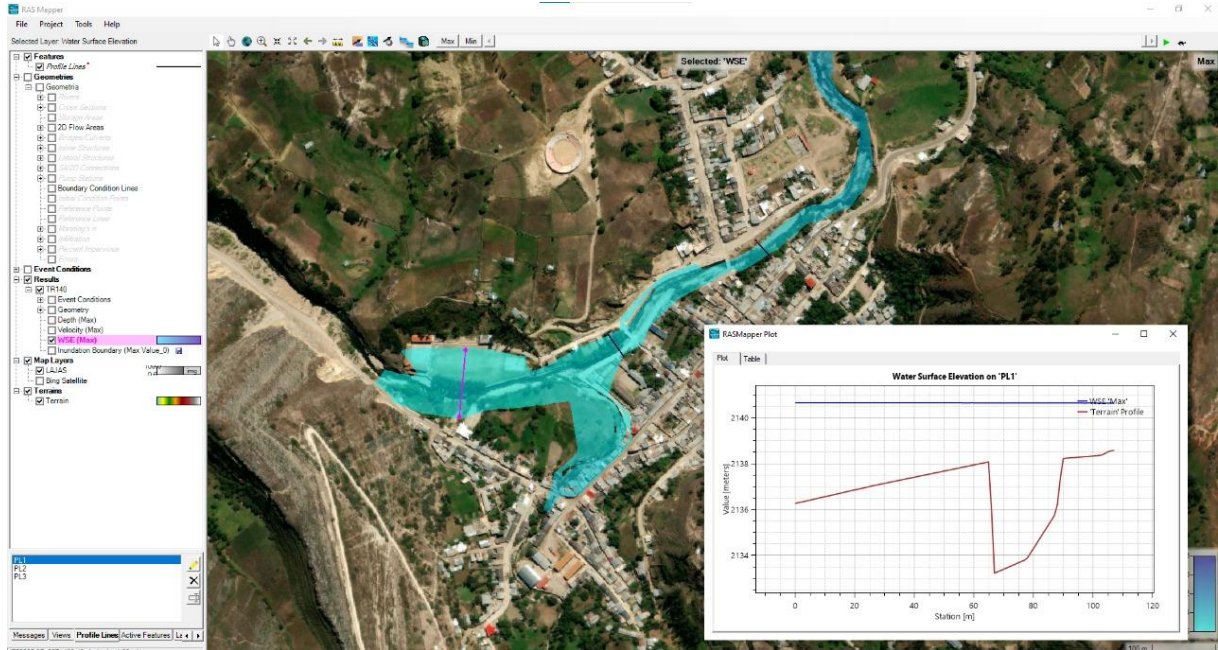 RAS Mapper
File Project Tools Help
Selected Layer: Water Surface Elevation
Max Min
Features
Profile Lines*
Geometries
Geometria
Rivers
Cross Sections
Storage Areas
2D Flow Areas
Bridges/Culverts
Inline Structures
Lateral Structures
SA/2D Connections
Pump Stations
Boundary Condition Lines
Initial Condition Points
Reference Points
Reference Lines
Manning's n
Infiltration
Percent Impervious
Errors
Event Conditions
Results
TR140
Event Conditions
Geometry
Depth (Max)
Velocity (Max)
WSE (Max)
Inundation Boundary (Max Value_0)
Map Layers
LAJAS
img
Bing Satellite
Terrains
Terrain
PL1
PL2
PL3
Messages Views Profile Lines Active Features
Selected: 'WSE'
Max
RASMapper Plot
Plot Table
Water Surface Elevation on 'PL1'
WSE 'Max'
'Terrain' Profile
Value [meters]
2140
2138
2136
2134
0 20 40 60 80 100 120
Station [m]
100 m